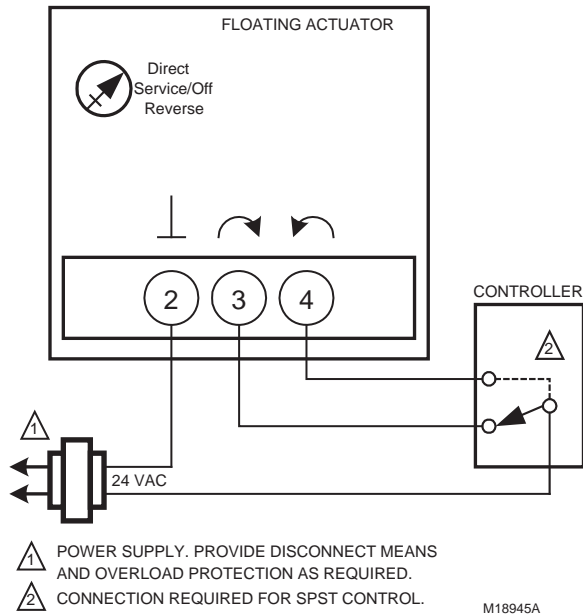 FLOATING ACTUATOR
Direct
Service/Off
Reverse
2
3
4
CONTROLLER
2
1
24 VAC
1 POWER SUPPLY. PROVIDE DISCONNECT MEANS
AND OVERLOAD PROTECTION AS REQUIRED.
2 CONNECTION REQUIRED FOR SPST CONTROL.
M18945A